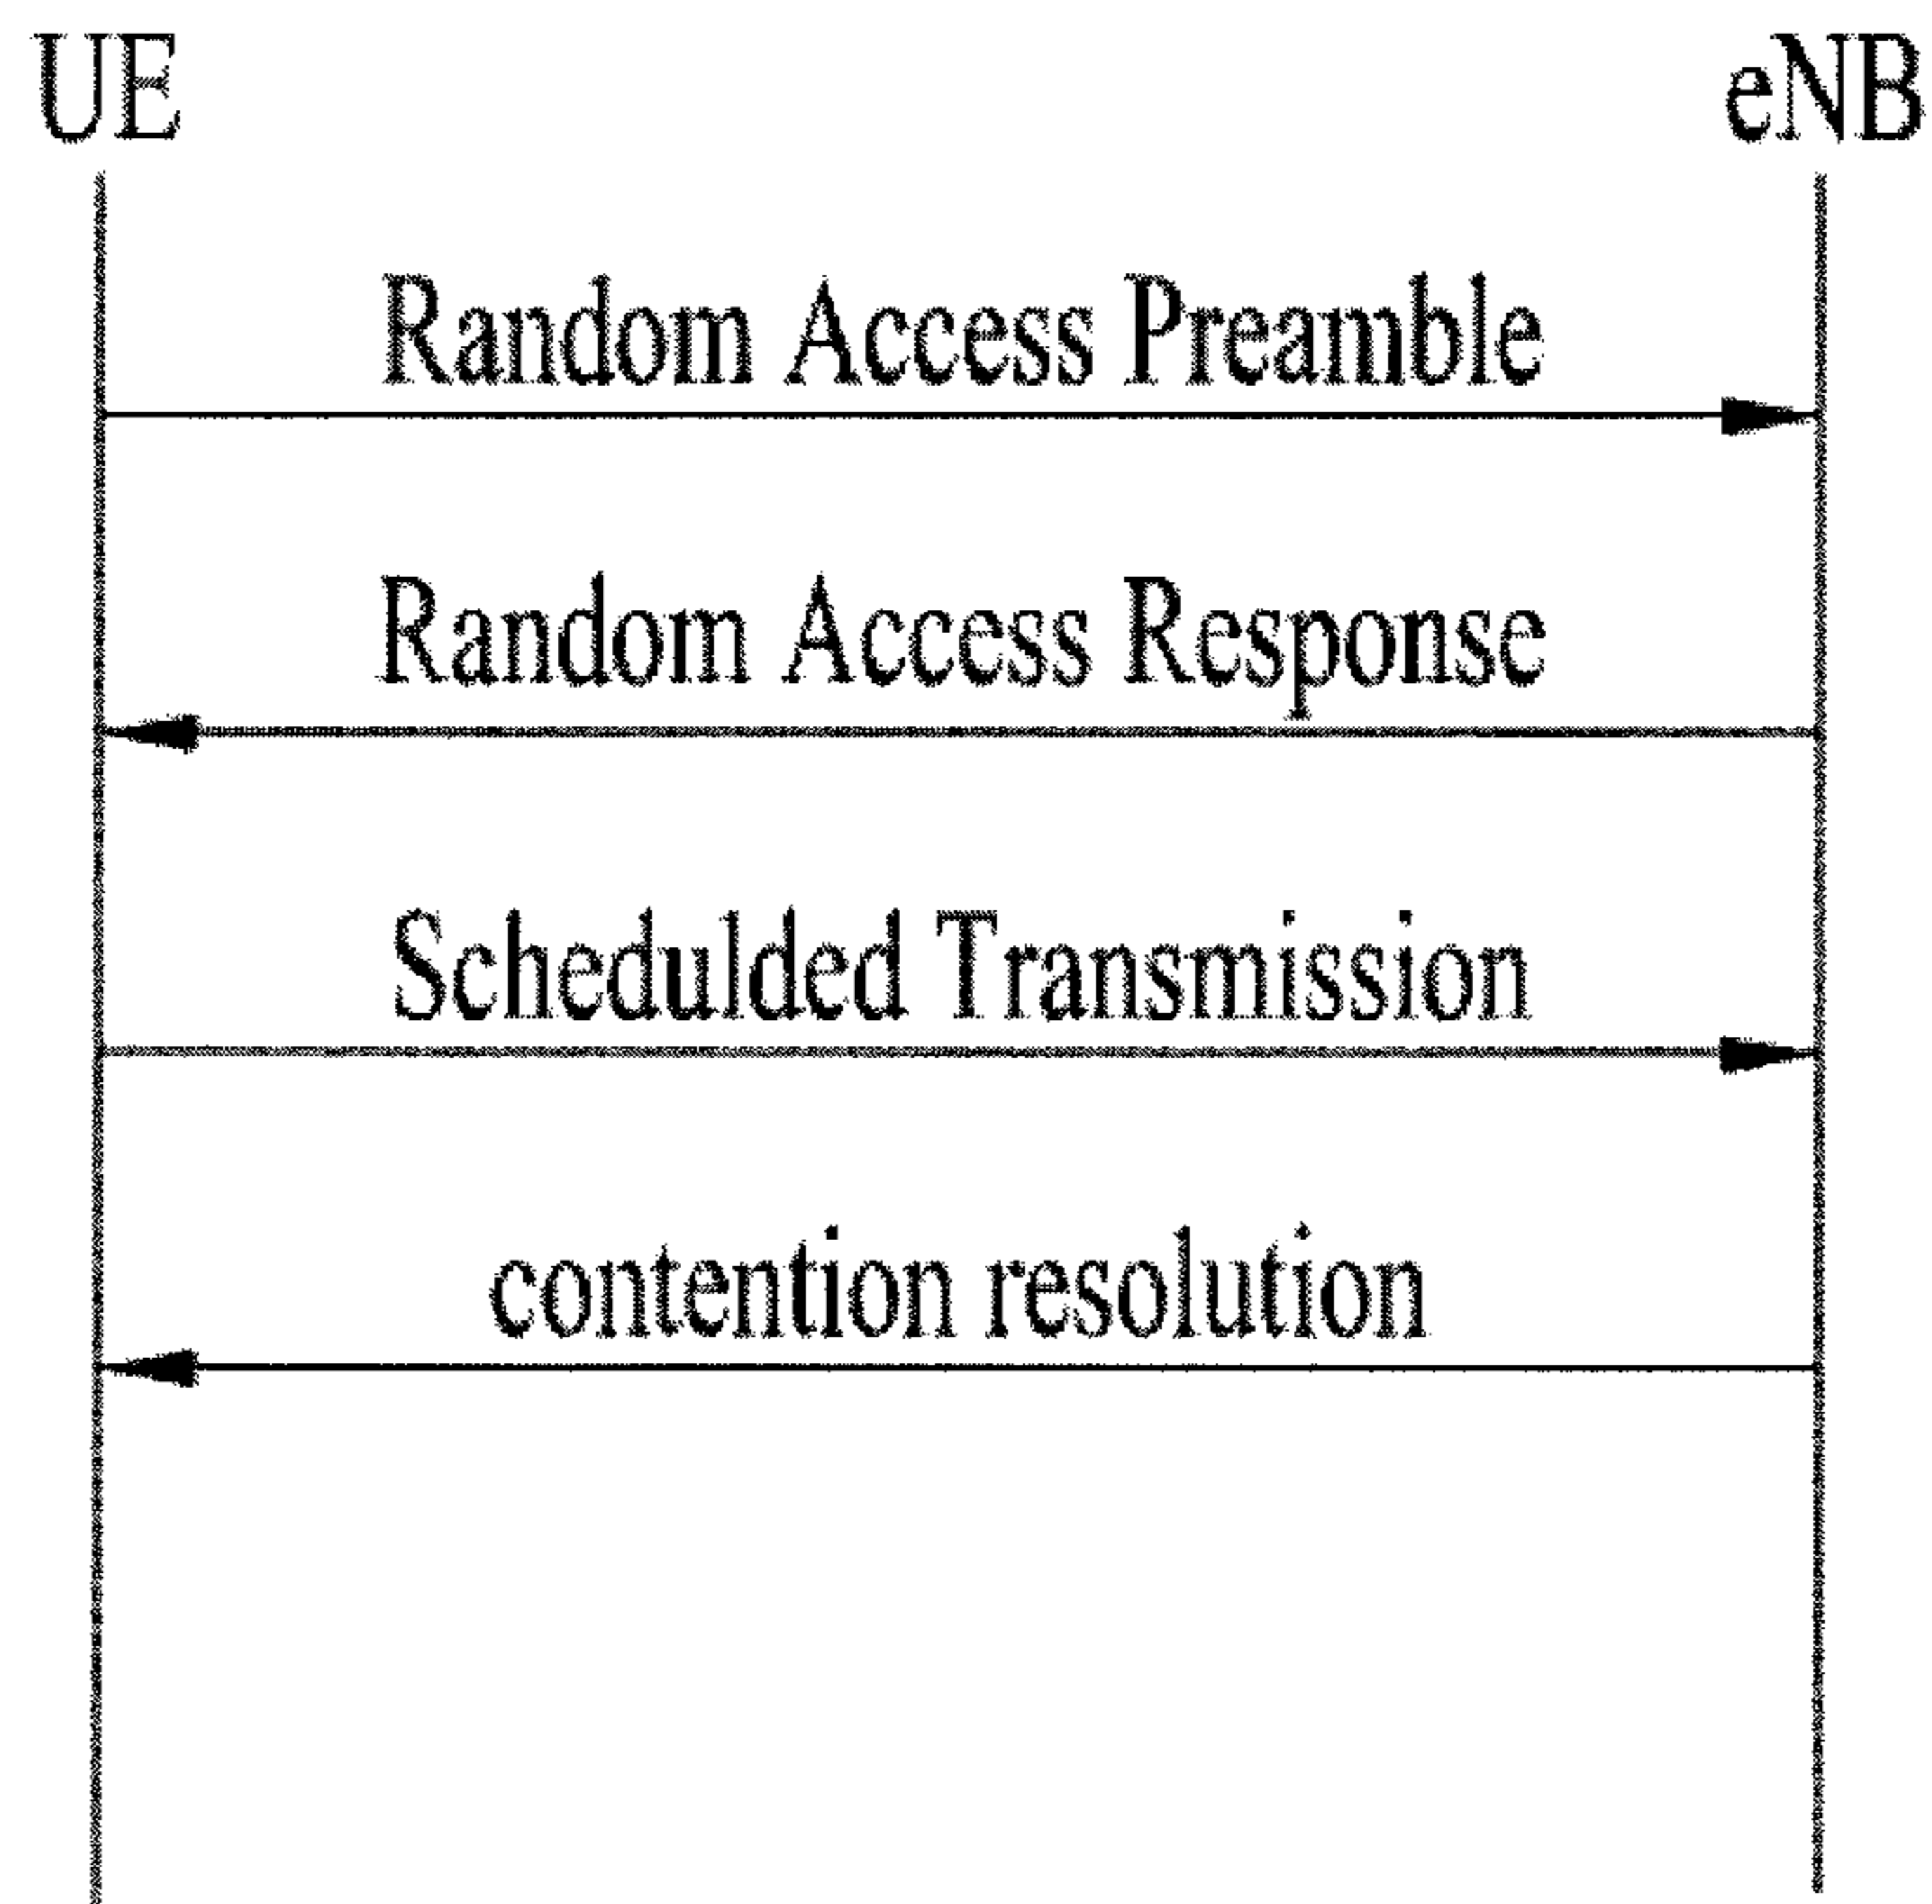 UE eNB
Random Access Preamble
Random Access Response
Schedulded Transmission
contention resolution